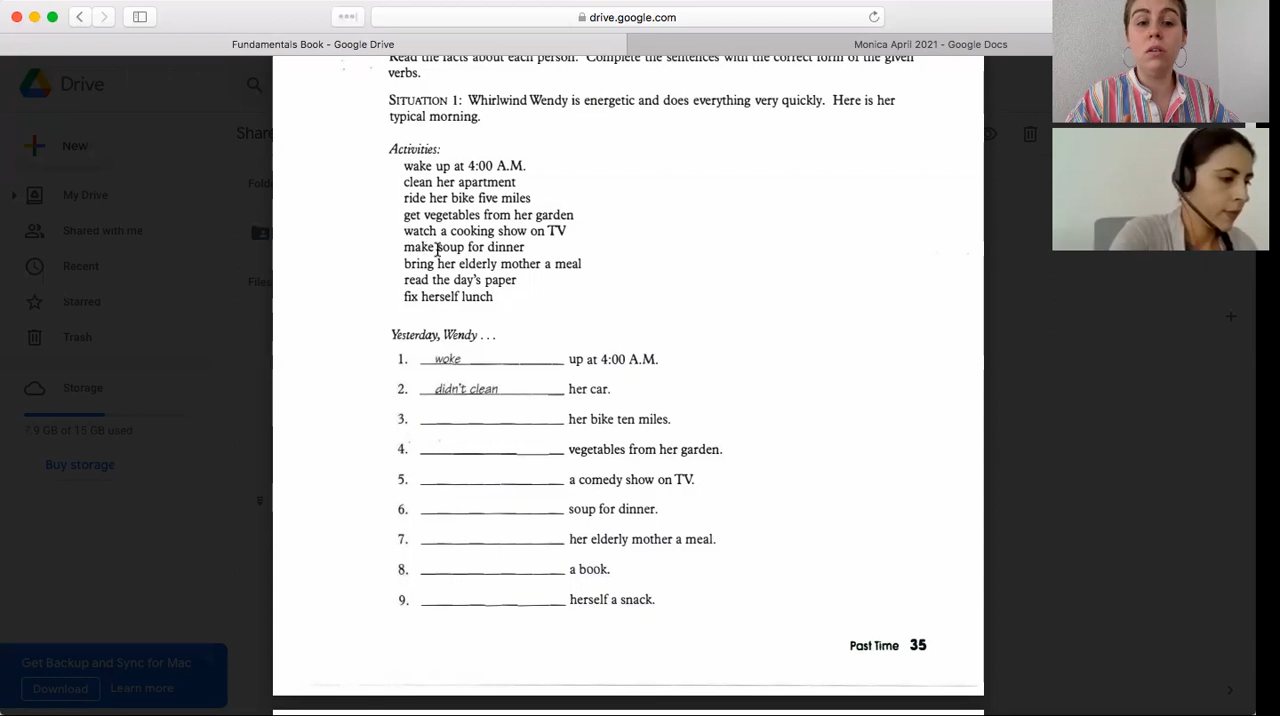 drive.google.com
Fundamentals Book - Google Drive
Monica April 2021 - Google Docs
Drive
New
My Drive
Shared with me
Recent
Starred
Trash
Storage
7.9 GB of 15 GB used
Buy storage
Get Backup and Sync for Mac
Download Learn more
Read the facts about each person. Complete the sentences with the correct form of the given
verbs.
SITUATION 1: Whirlwind Wendy is energetic and does everything very quickly. Here is her
typical morning.
Activities:
wake up at 4:00 A.M.
clean her apartment
ride her bike five miles
get vegetables from her garden
watch a cooking show on TV
make soup for dinner
bring her elderly mother a meal
read the day's paper
fix herself lunch
Yesterday, Wendy . . .
1. woke up at 4:00 A.M.
2. didn't clean her car.
3. her bike ten miles.
4. vegetables from her garden.
5. a comedy show on TV.
6. soup for dinner.
7. her elderly mother a meal.
8. a book.
9. herself a snack.
Past Time 35